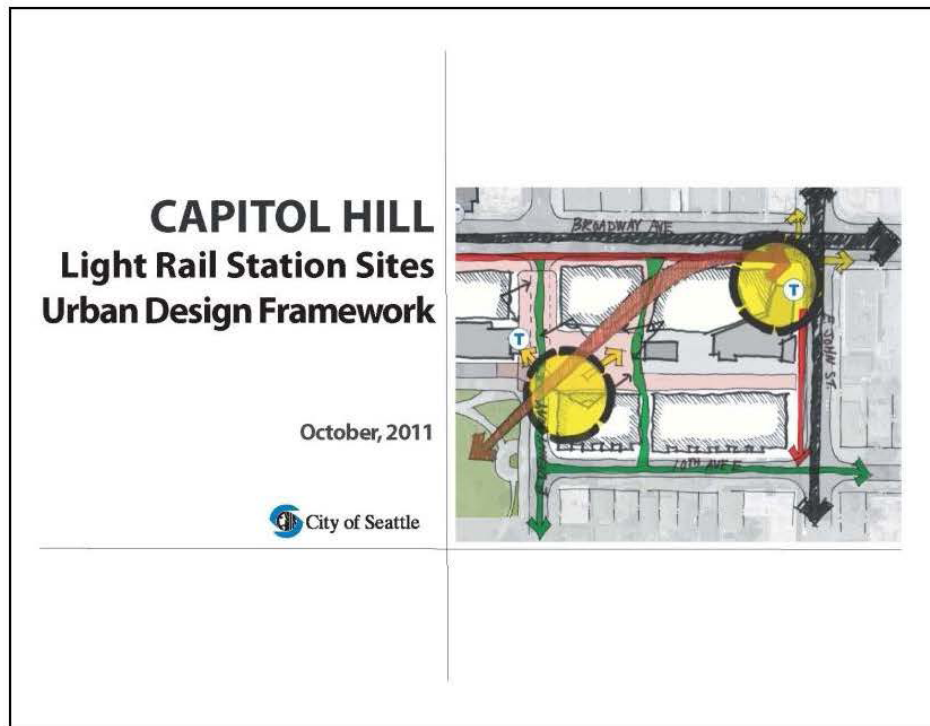 CAPITOL HILL
Light Rail Station Sites
Urban Design Framework
October, 2011
City of Seattle
BROADWAY AVE
T
T
E JOHN ST.
10TH AVE E